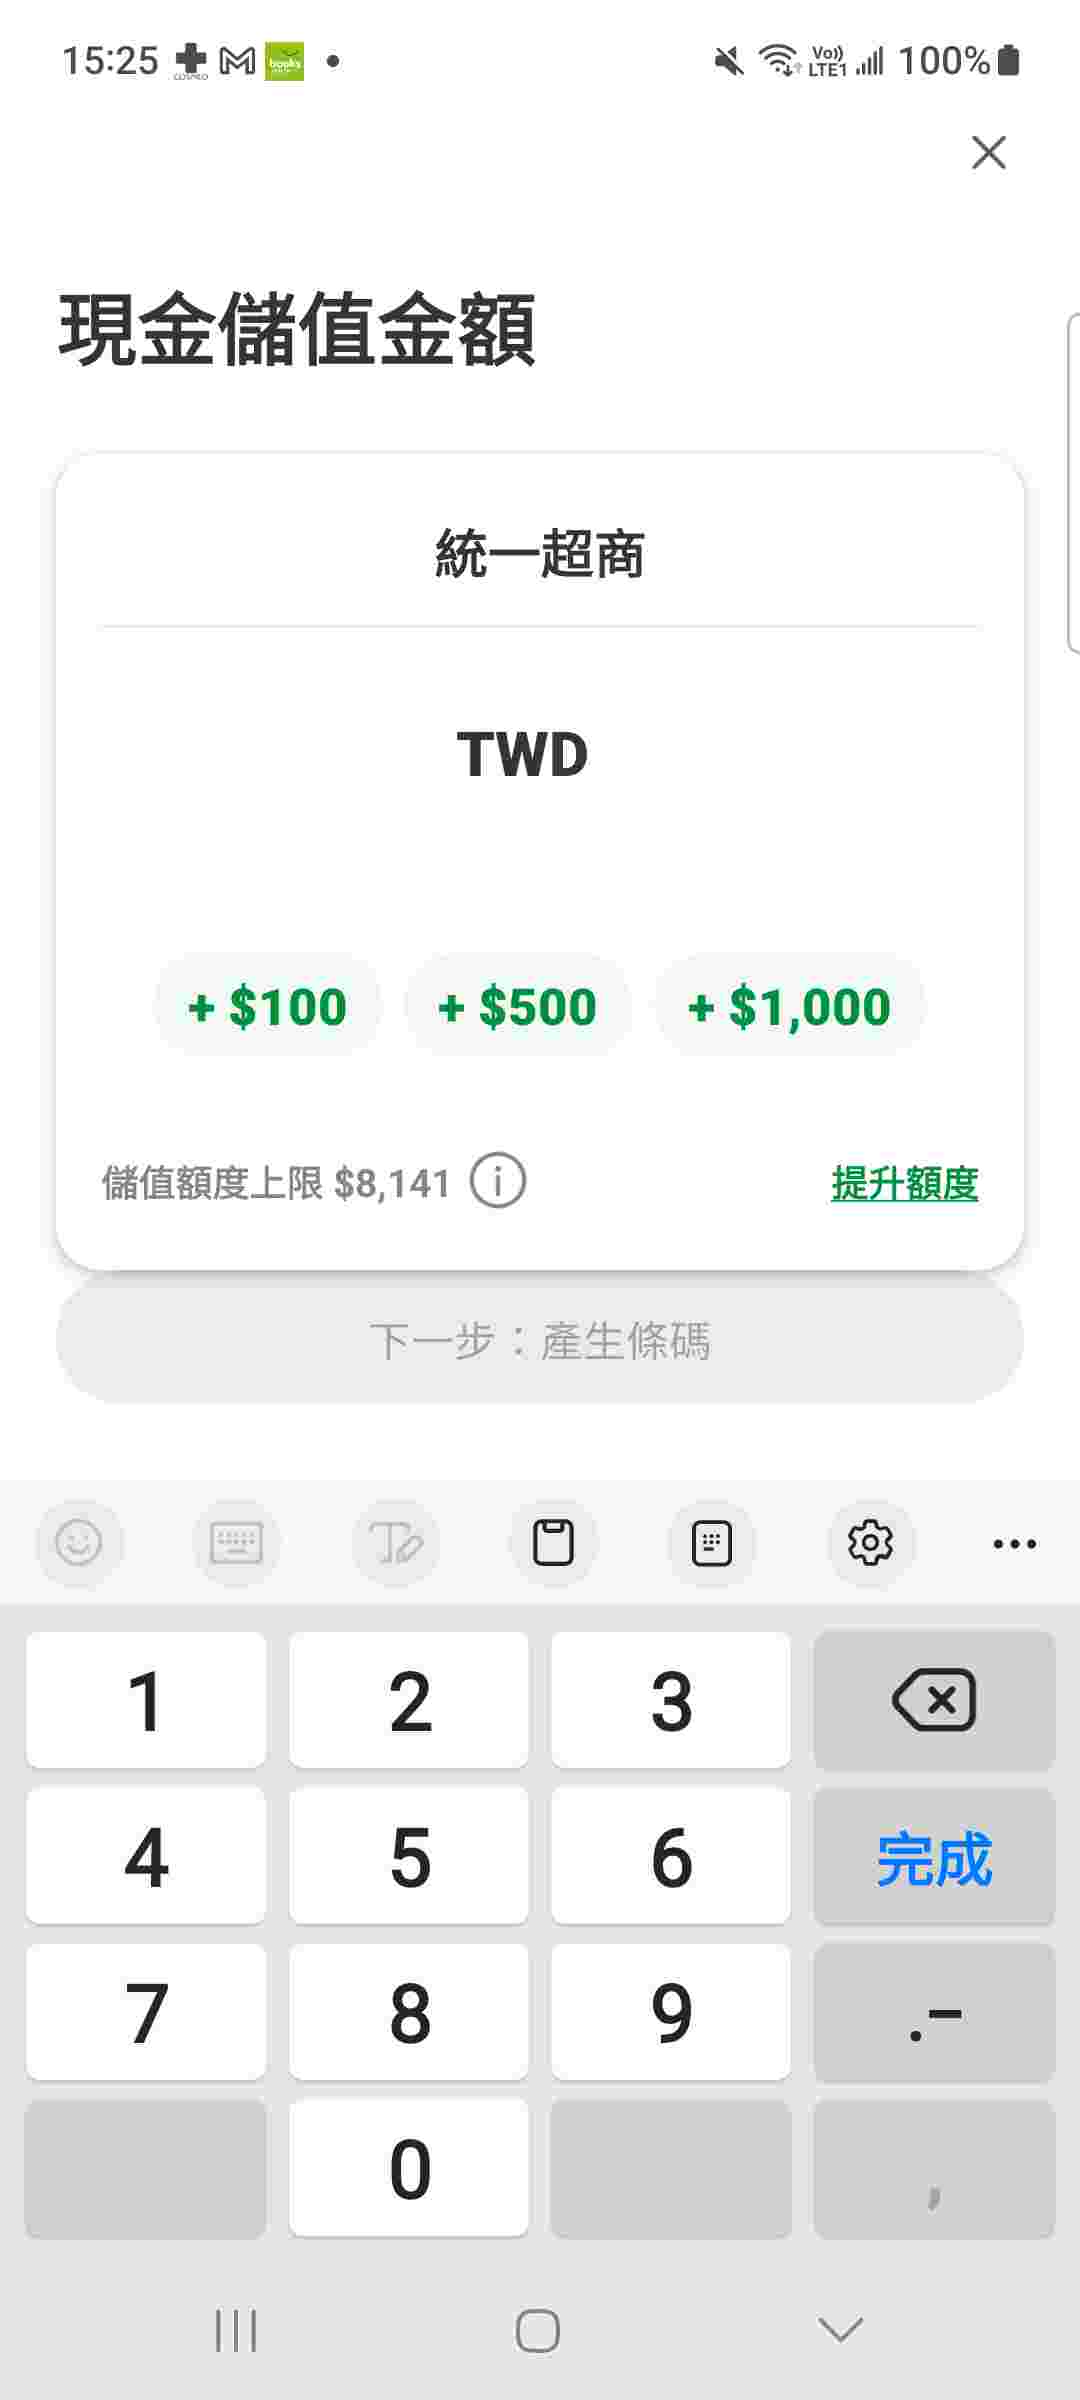 15:25 COSMED books Vo)) LTE1 100%
現金儲值金額
統一超商
TWD
+ $100 + $500 + $1,000
儲值額度上限 $8,141 i 提升額度
下一步：產生條碼
1 2 3
4 5 6 完成
7 8 9 .-
0 ,